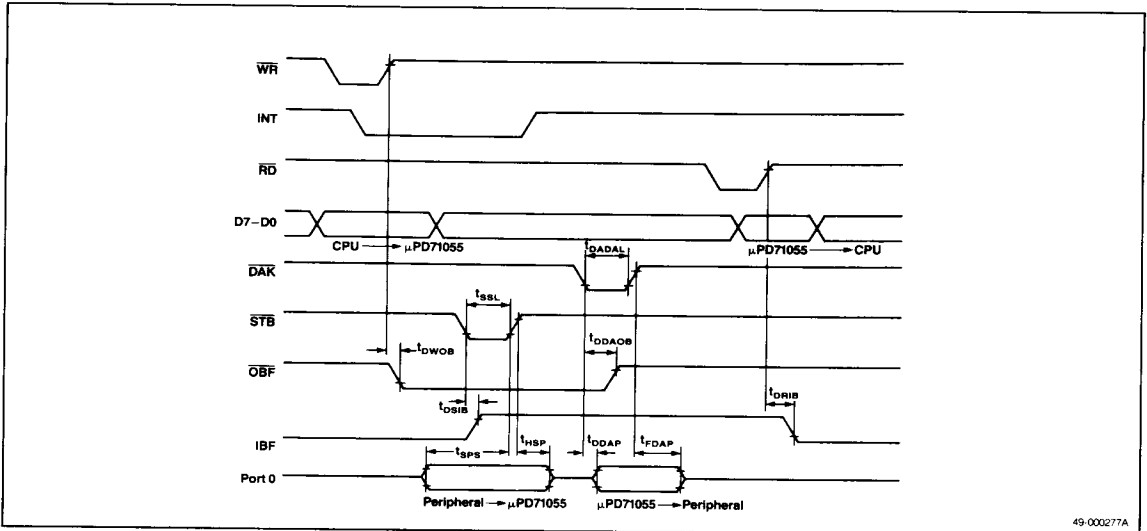 WR
INT
RD
D7–D0
CPU → μPD71055
tDADAL
μPD71055 → CPU
DAK
tSSL
STB
tDWOB
tDDAOB
OBF
tDSIB
tDRIB
IBF
tSPS
tHSP
tDDAP
tFDAP
Port 0
Peripheral → μPD71055
μPD71055 → Peripheral
49-000277A